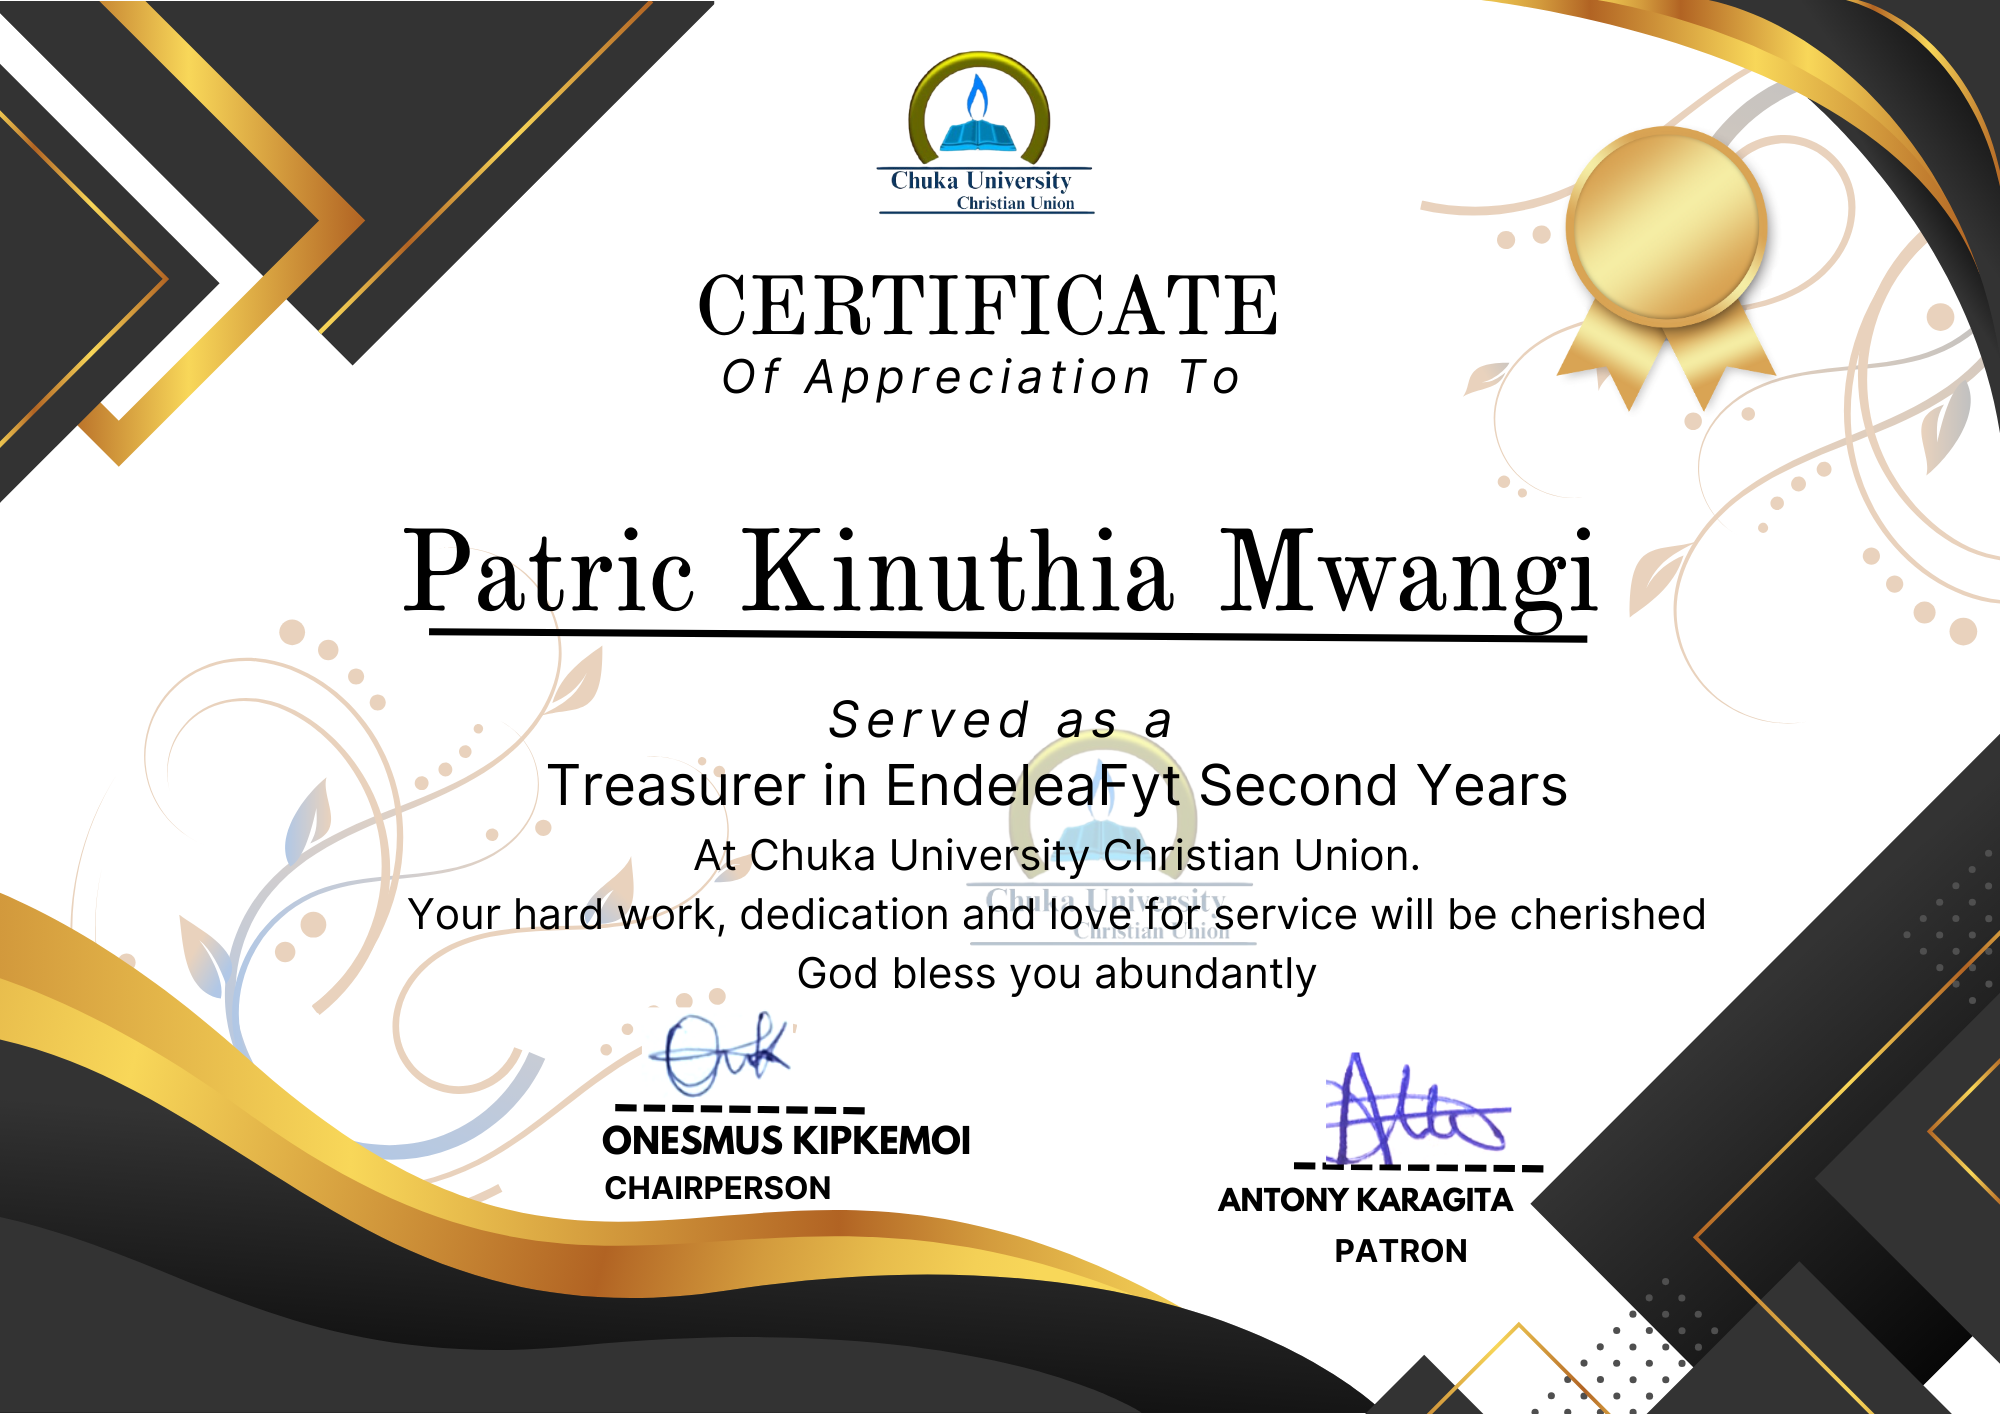 Chuka University
Christian Union
CERTIFICATE
Of Appreciation To
Patric Kinuthia Mwangi
Served as a
Treasurer in EndeleaFyt Second Years
At Chuka University Christian Union.
Your hard work, dedication and love for service will be cherished
God bless you abundantly
Chuka University
Christian Union
ONESMUS KIPKEMOI
CHAIRPERSON
ANTONY KARAGITA
PATRON